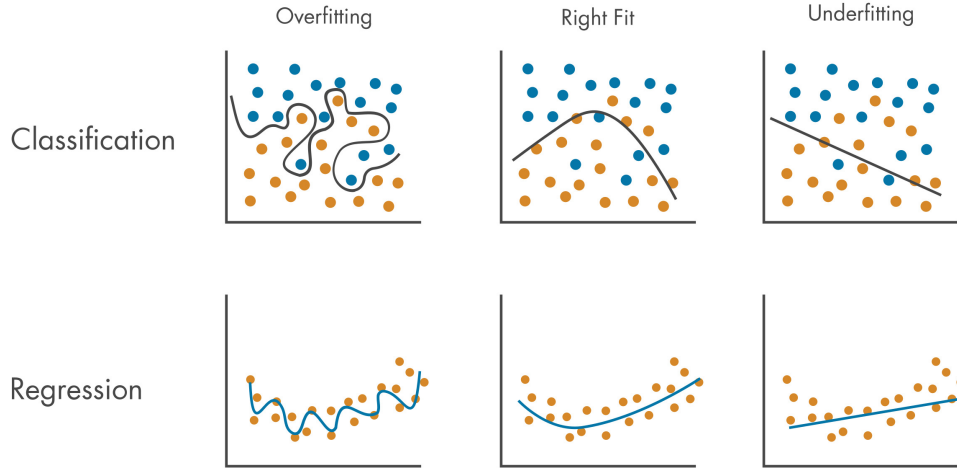 Overfitting
Right Fit
Underfitting
Classification
Regression